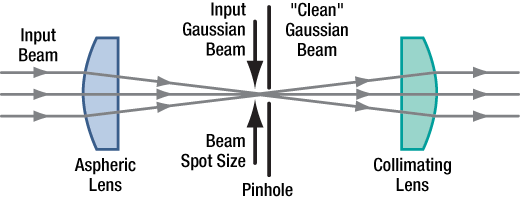 Input
Beam
Input
Gaussian
Beam
"Clean"
Gaussian
Beam
Aspheric
Lens
Beam
Spot Size
Pinhole
Collimating
Lens